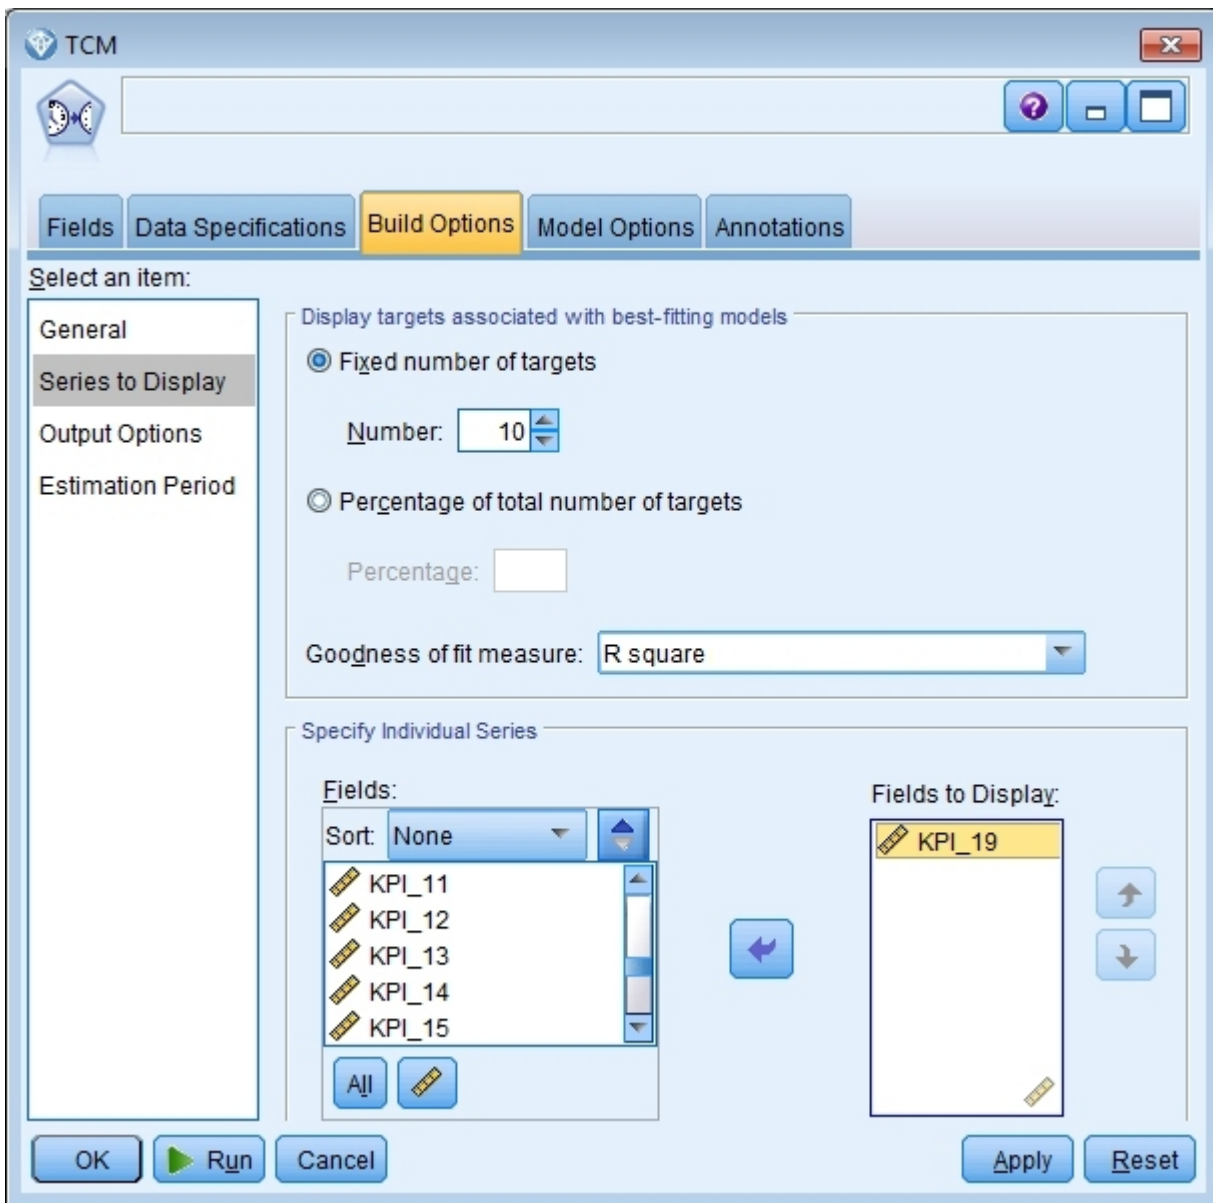 TCM
Fields Data Specifications Build Options Model Options Annotations
Select an item:
General
Series to Display
Output Options
Estimation Period
Display targets associated with best-fitting models
Fixed number of targets
Number: 10
Percentage of total number of targets
Percentage:
Goodness of fit measure: R square
Specify Individual Series
Fields:
Sort: None
KPI_11
KPI_12
KPI_13
KPI_14
KPI_15
All
Fields to Display:
KPI_19
OK Run Cancel Apply Reset